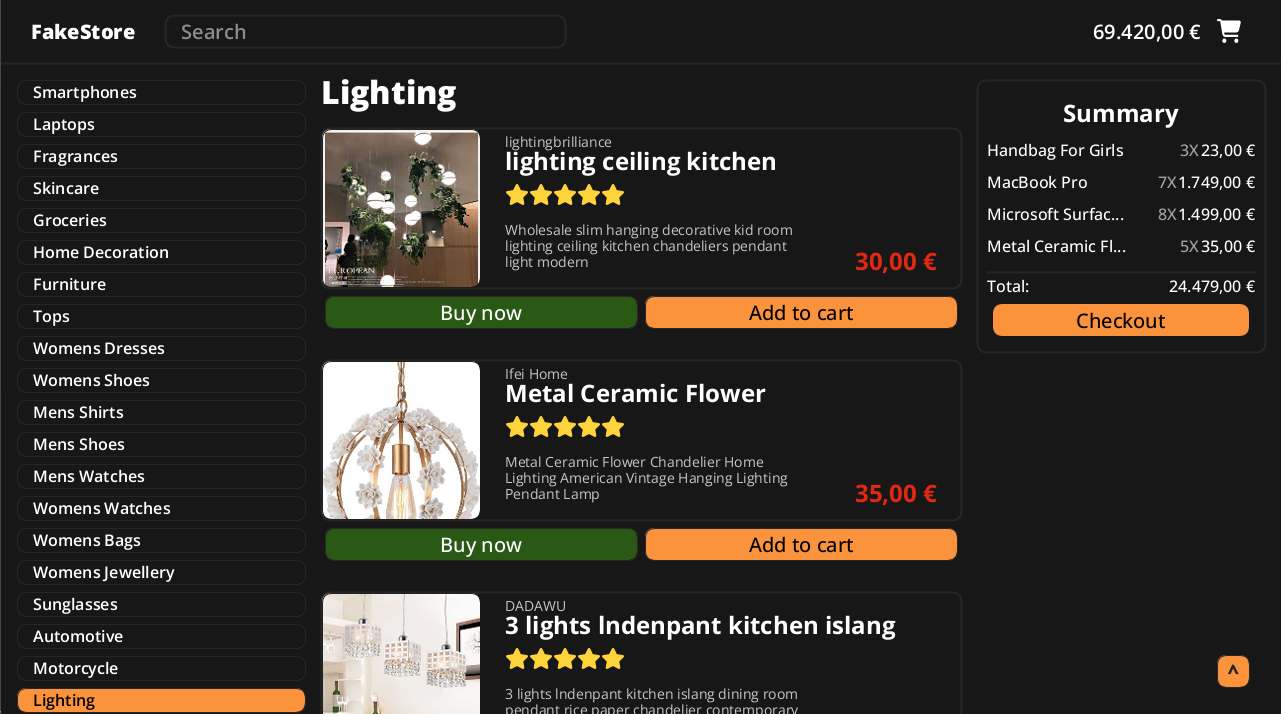 FakeStore
Search
69.420,00 €
Smartphones
Laptops
Fragrances
Skincare
Groceries
Home Decoration
Furniture
Tops
Womens Dresses
Womens Shoes
Mens Shirts
Mens Shoes
Mens Watches
Womens Watches
Womens Bags
Womens Jewellery
Sunglasses
Automotive
Motorcycle
Lighting
Lighting
lightingbrilliance
lighting ceiling kitchen
Wholesale slim hanging decorative kid room
lighting ceiling kitchen chandeliers pendant
light modern
30,00 €
Buy now
Add to cart
Ifei Home
Metal Ceramic Flower
Metal Ceramic Flower Chandelier Home
Lighting American Vintage Hanging Lighting
Pendant Lamp
35,00 €
Buy now
Add to cart
DADAWU
3 lights lndenpant kitchen islang
3 lights lndenpant kitchen islang dining room
pendant rice paper chandelier contemporary
Summary
Handbag For Girls 3X 23,00 €
MacBook Pro 7X 1.749,00 €
Microsoft Surfac... 8X 1.499,00 €
Metal Ceramic Fl... 5X 35,00 €
Total: 24.479,00 €
Checkout
^